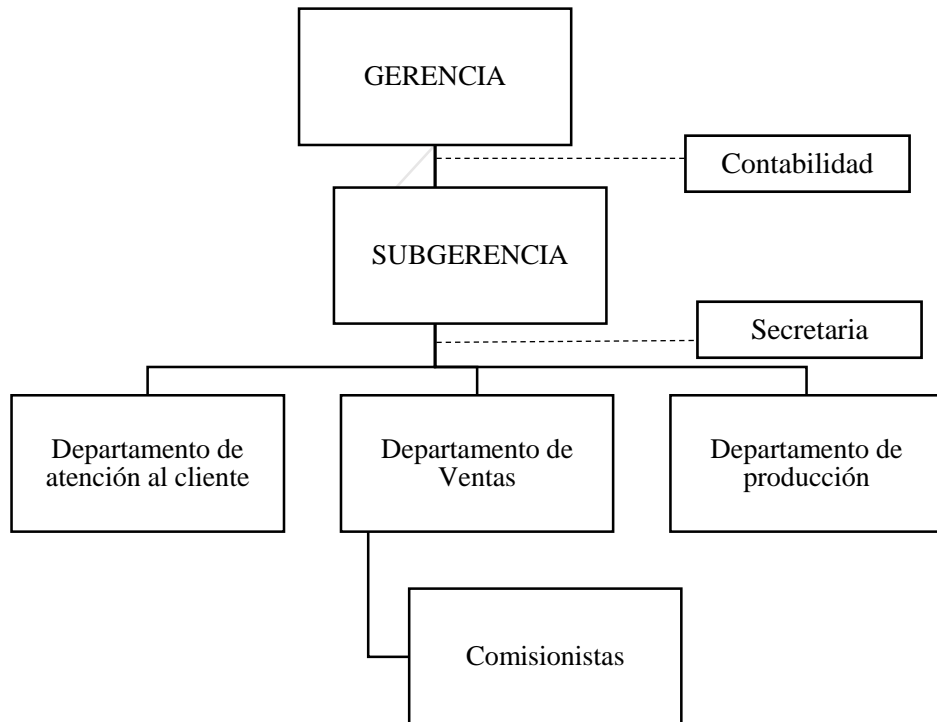 GERENCIA
Contabilidad
SUBGERENCIA
Secretaria
Departamento de
atención al cliente
Departamento de
Ventas
Departamento de
producción
Comisionistas